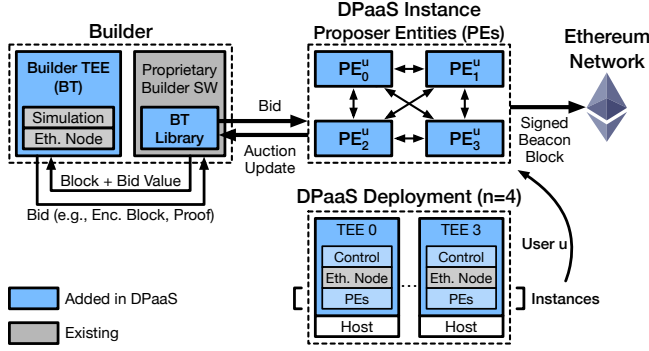 Builder
Builder TEE
(BT)
Simulation
Eth. Node
Proprietary
Builder SW
BT
Library
Block + Bid Value
Bid (e.g., Enc. Block, Proof)
Bid
Auction
Update
DPaaS Instance
Proposer Entities (PEs)
PE₀ᵘ
PE₁ᵘ
PE₂ᵘ
PE₃ᵘ
Ethereum
Network
Signed
Beacon
Block
DPaaS Deployment (n=4)
TEE 0
Control
Eth. Node
PEs
Host
...
TEE 3
Control
Eth. Node
PEs
Host
User u
Instances
Added in DPaaS
Existing